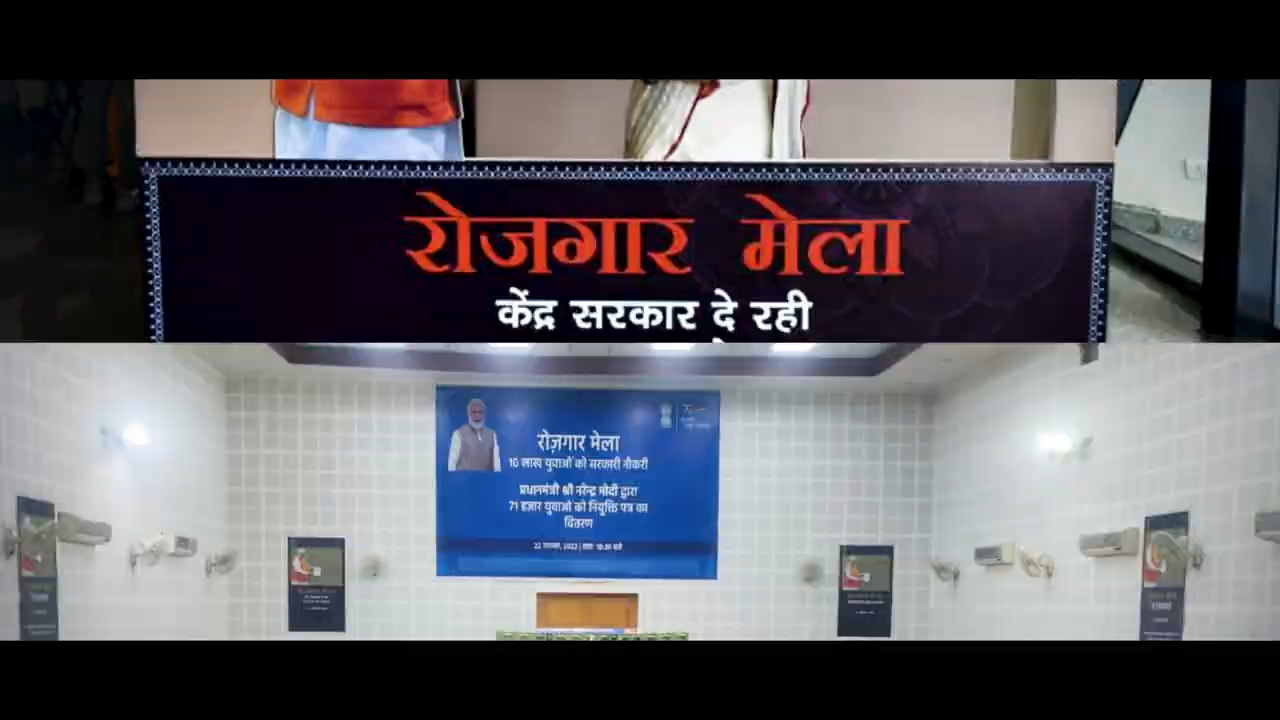 रोजगार मेला
केंद्र सरकार दे रही
रोज़गार मेला
10 लाख युवाओं को सरकारी नौकरी
प्रधानमंत्री श्री नरेन्द्र मोदी द्वारा
71 हज़ार युवाओं को नियुक्ति पत्र का
वितरण